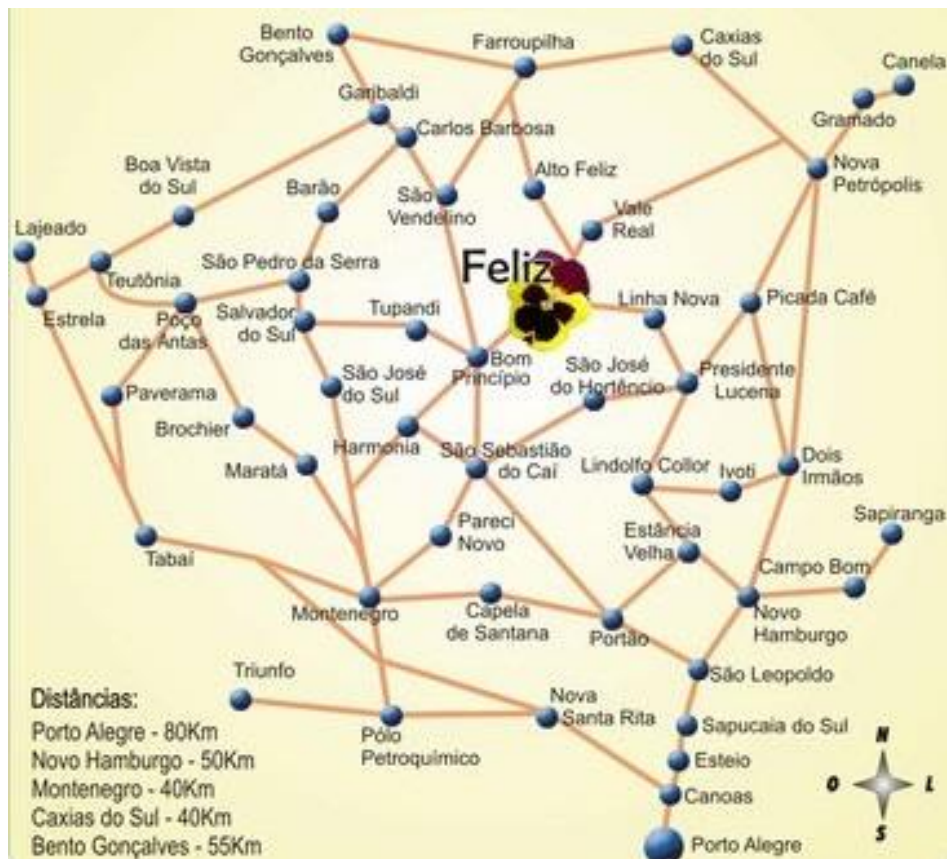 Bento
Gonçalves
Farroupilha
Caxias
do Sul
Canela
Garibaldi
Gramado
Carlos Barbosa
Boa Vista
do Sul
Barão
São
Vendelino
Alto Feliz
Vale
Real
Nova
Petrópolis
Lajeado
Teutônia
São Pedro da Serra
Feliz
Estrela
Poço
das Antas
Salvador
do Sul
Tupandi
Linha Nova
Picada Café
Bom
Princípio
São José
do Hortêncio
Presidente
Lucena
Paverama
São José
do Sul
Brochier
Harmonia
São Sebastião
do Caí
Maratá
Lindolfo Collor
Ivoti
Dois
Irmãos
Sapiranga
Tabaí
Pareci
Novo
Estância
Velha
Campo Bom
Montenegro
Capela
de Santana
Portão
Novo
Hamburgo
Triunfo
São Leopoldo
Nova
Santa Rita
Pólo
Petroquímico
Sapucaia do Sul
Esteio
Canoas
Porto Alegre
Distâncias:
Porto Alegre - 80Km
Novo Hamburgo - 50Km
Montenegro - 40Km
Caxias do Sul - 40Km
Bento Gonçalves - 55Km
N
O
L
S